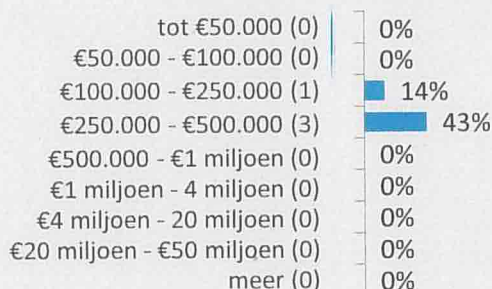 tot €50.000 (0) 0%
€50.000 - €100.000 (0) 0%
€100.000 - €250.000 (1) 14%
€250.000 - €500.000 (3) 43%
€500.000 - €1 miljoen (0) 0%
€1 miljoen - 4 miljoen (0) 0%
€4 miljoen - 20 miljoen (0) 0%
€20 miljoen - €50 miljoen (0) 0%
meer (0) 0%